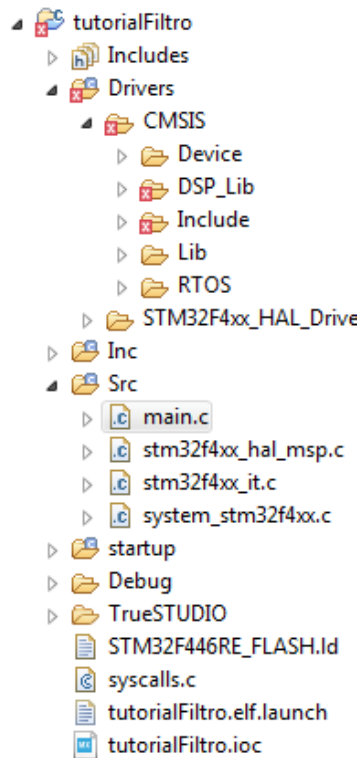 tutorialFiltro
Includes
Drivers
CMSIS
Device
DSP_Lib
Include
Lib
RTOS
STM32F4xx_HAL_Drive
Inc
Src
main.c
stm32f4xx_hal_msp.c
stm32f4xx_it.c
system_stm32f4xx.c
startup
Debug
TrueSTUDIO
STM32F446RE_FLASH.ld
syscalls.c
tutorialFiltro.elf.launch
tutorialFiltro.ioc